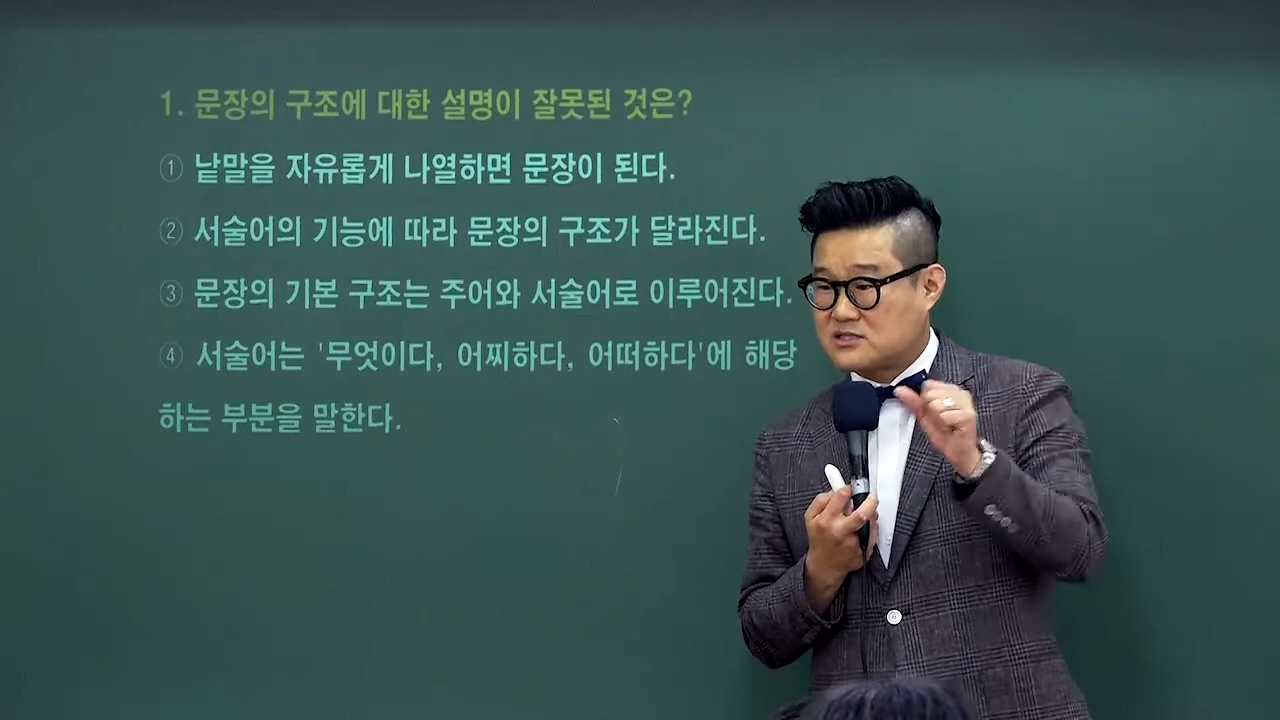 1. 문장의 구조에 대한 설명이 잘못된 것은?
① 낱말을 자유롭게 나열하면 문장이 된다.
② 서술어의 기능에 따라 문장의 구조가 달라진다.
③ 문장의 기본 구조는 주어와 서술어로 이루어진다.
④ 서술어는 '무엇이다, 어찌하다, 어떠하다'에 해당
하는 부분을 말한다.